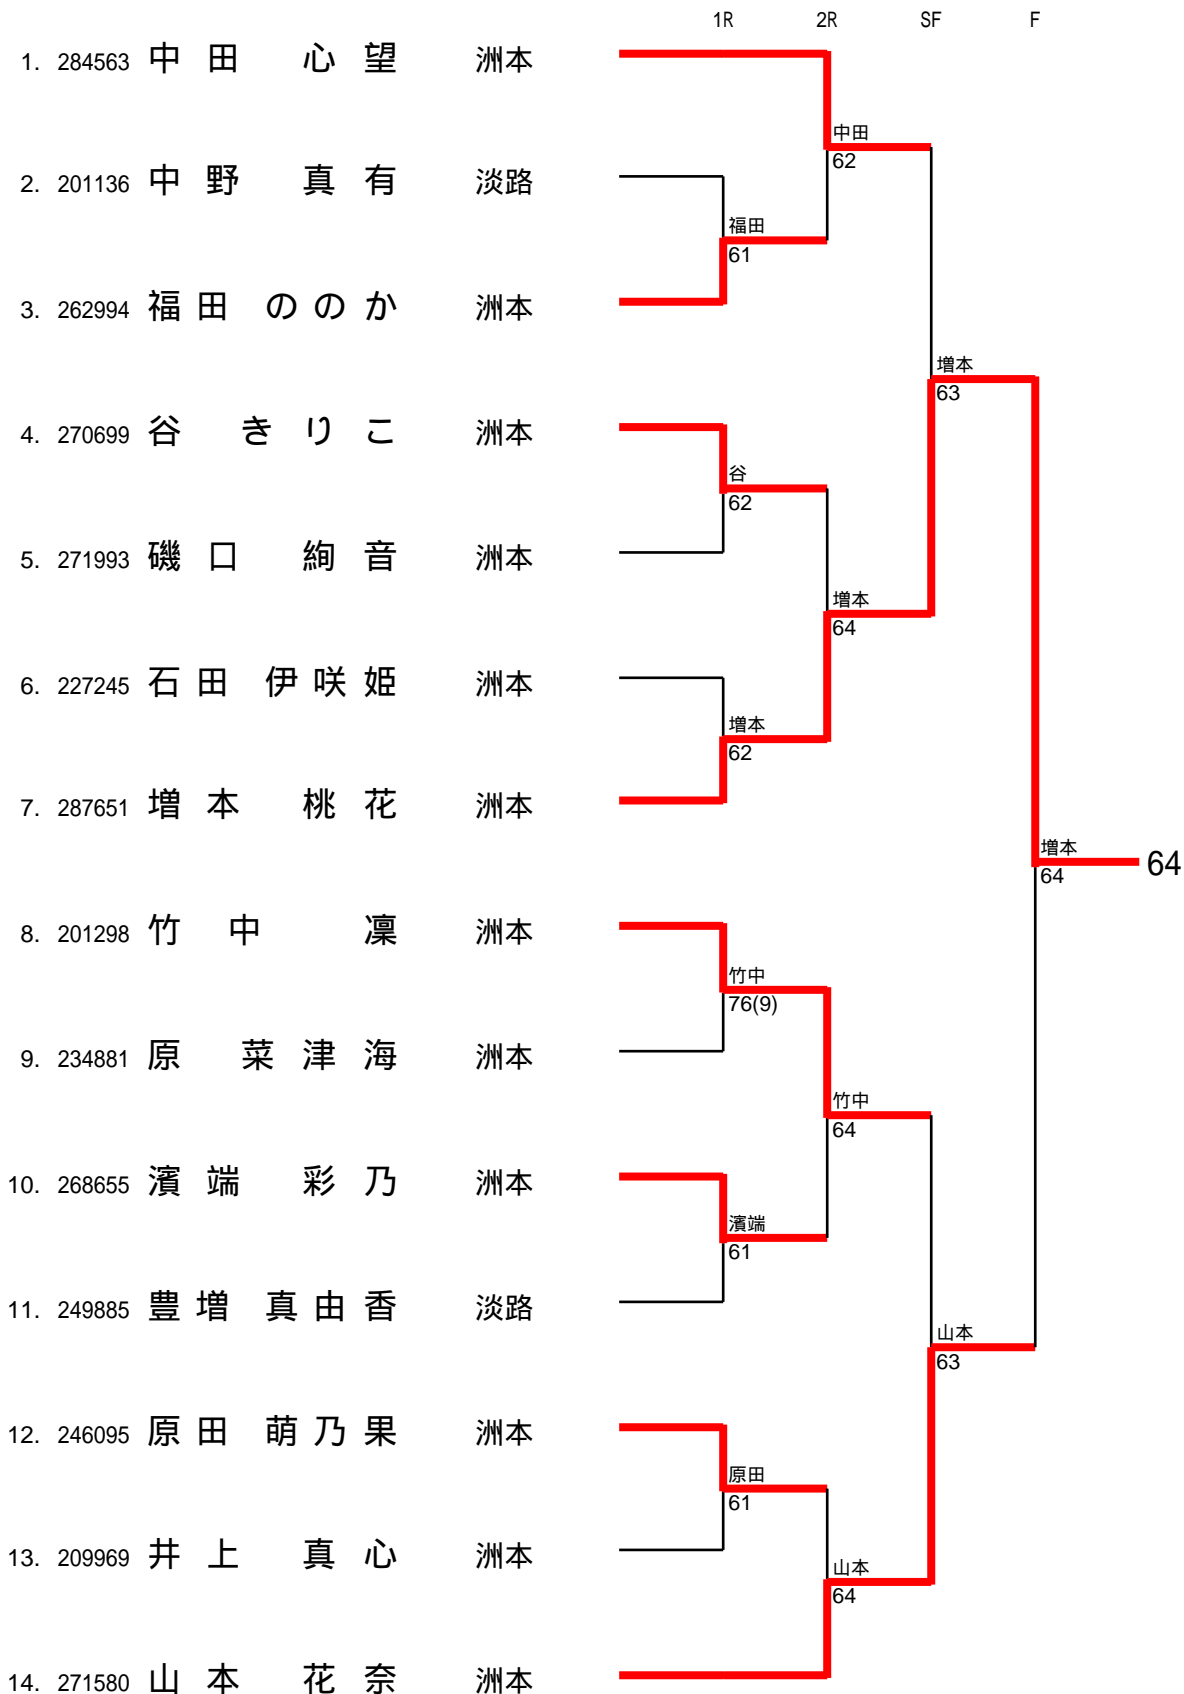 1R 2R SF F
1. 284563 中田 心望 洲本
中田
62
2. 201136 中野 真有 淡路
福田
61
3. 262994 福田 ののか 洲本
増本
63
4. 270699 谷 きりこ 洲本
谷
62
5. 271993 磯口 絢音 洲本
増本
64
6. 227245 石田 伊咲姫 洲本
増本
62
7. 287651 増本 桃花 洲本
増本
64
64
8. 201298 竹中 凜 洲本
竹中
76(9)
9. 234881 原 菜津海 洲本
竹中
64
10. 268655 濱端 彩乃 洲本
濱端
61
11. 249885 豊増 真由香 淡路
山本
63
12. 246095 原田 萌乃果 洲本
原田
61
13. 209969 井上 真心 洲本
山本
64
14. 271580 山本 花奈 洲本